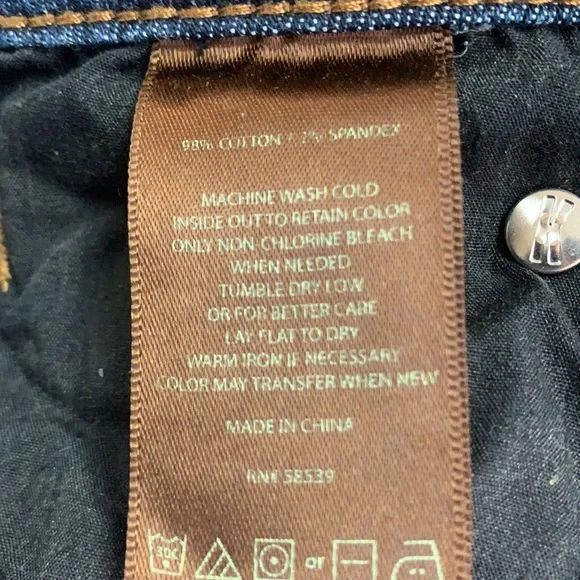 98% COTTON / 2% SPANDEX
MACHINE WASH COLD
INSIDE OUT TO RETAIN COLOR
ONLY NON-CHLORINE BLEACH
WHEN NEEDED
TUMBLE DRY LOW
OR FOR BETTER CARE
LAY FLAT TO DRY
WARM IRON IF NECESSARY
COLOR MAY TRANSFER WHEN NEW
MADE IN CHINA
RN# 58539
30C or